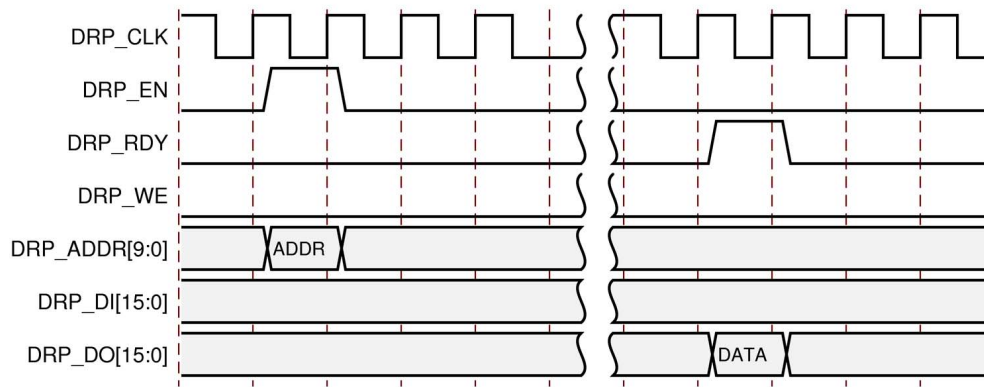 DRP_CLK
DRP_EN
DRP_RDY
DRP_WE
DRP_ADDR[9:0] ADDR
DRP_DI[15:0]
DRP_DO[15:0] DATA